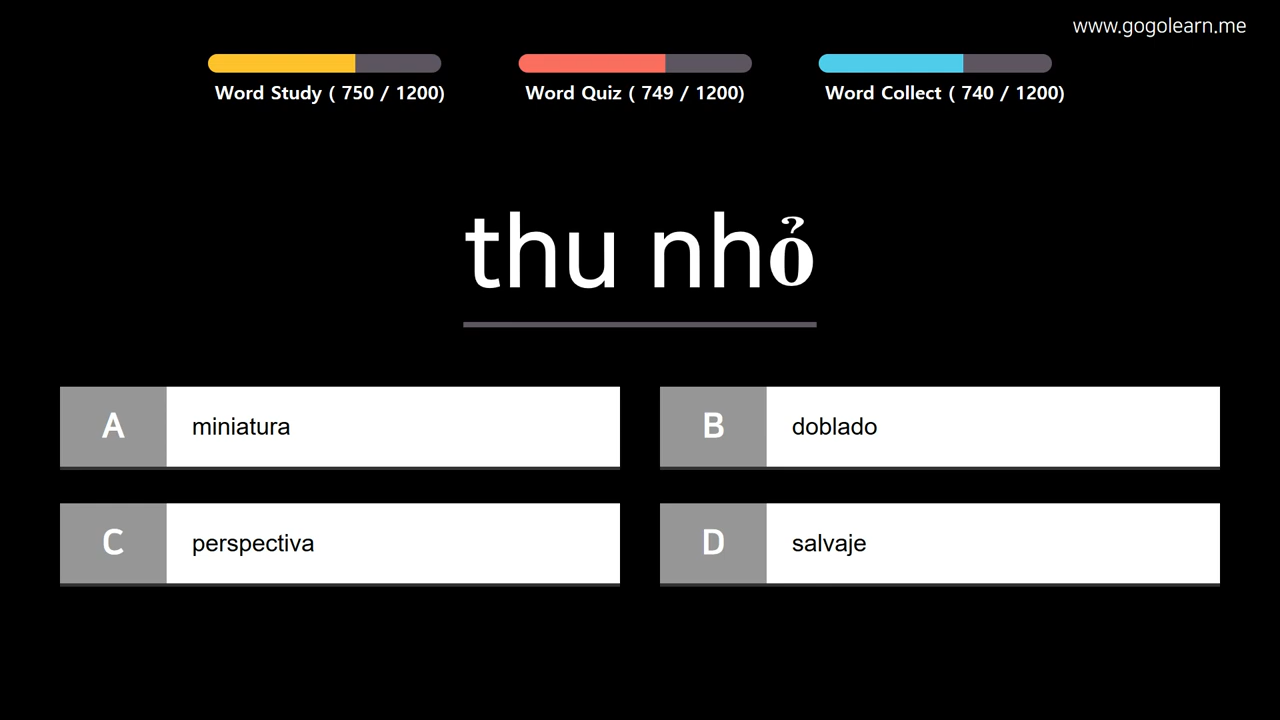 www.gogolearn.me
Word Study ( 750 / 1200)
Word Quiz ( 749 / 1200)
Word Collect ( 740 / 1200)
thu nhỏ
A miniatura
B doblado
C perspectiva
D salvaje